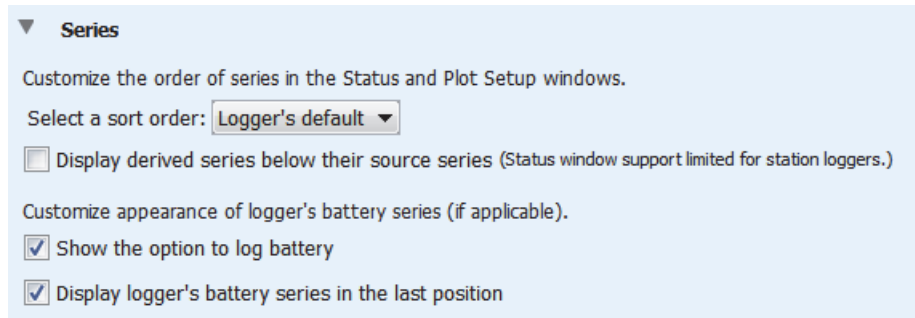 Series
Customize the order of series in the Status and Plot Setup windows.
Select a sort order: Logger's default
Display derived series below their source series (Status window support limited for station loggers.)
Customize appearance of logger's battery series (if applicable).
Show the option to log battery
Display logger's battery series in the last position